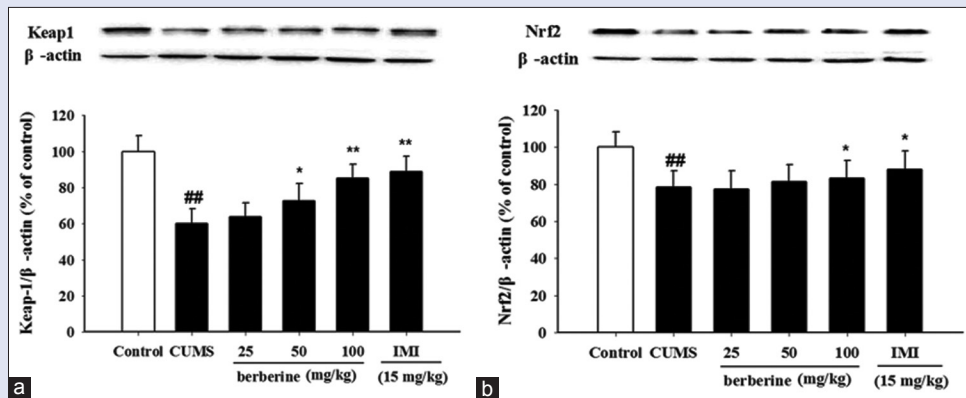 Keap1
β -actin
Keap-1/β -actin (% of control)
120
100
80
60
40
20
0
##
*
**
**
Control CUMS 25 50 100 IMI
berberine (mg/kg) (15 mg/kg)
a
Nrf2
β -actin
Nrf2/β -actin (% of control)
120
100
80
60
40
20
0
##
*
*
Control CUMS 25 50 100 IMI
berberine (mg/kg) (15 mg/kg)
b